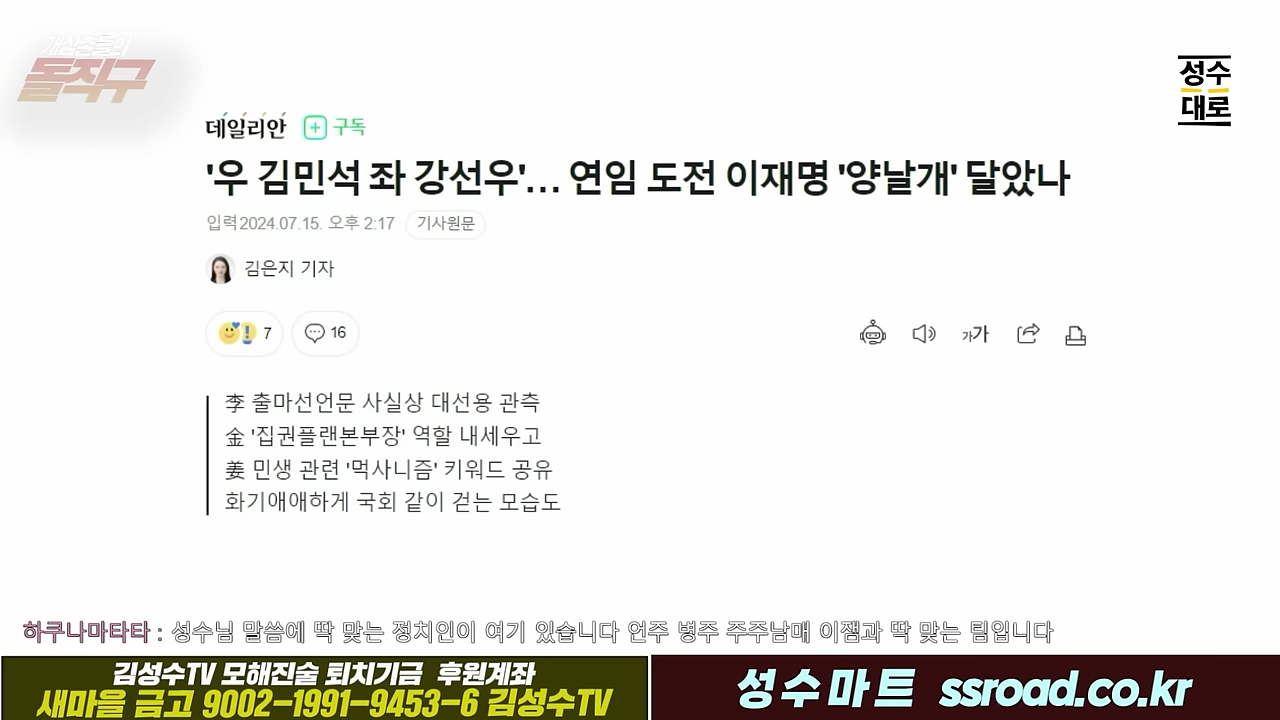 개삼촌들의
돌직구
성수
대로
데일리안 구독
'우 김민석 좌 강선우'… 연임 도전 이재명 '양날개' 달았나
입력2024.07.15. 오후 2:17 기사원문
김은지 기자
7 16
가가
李 출마선언문 사실상 대선용 관측
金 '집권플랜본부장' 역할 내세우고
姜 민생 관련 '먹사니즘' 키워드 공유
화기애애하게 국회 같이 걷는 모습도
하쿠나마타타 : 성수님 말씀에 딱 맞는 정치인이 여기 있습니다 언주 병주 주주남매 이잼과 딱 맞는 팀입니다
김성수TV 모해진술 퇴치기금 후원계좌
새마을 금고 9002-1991-9453-6 김성수TV
성수마트 ssroad.co.kr